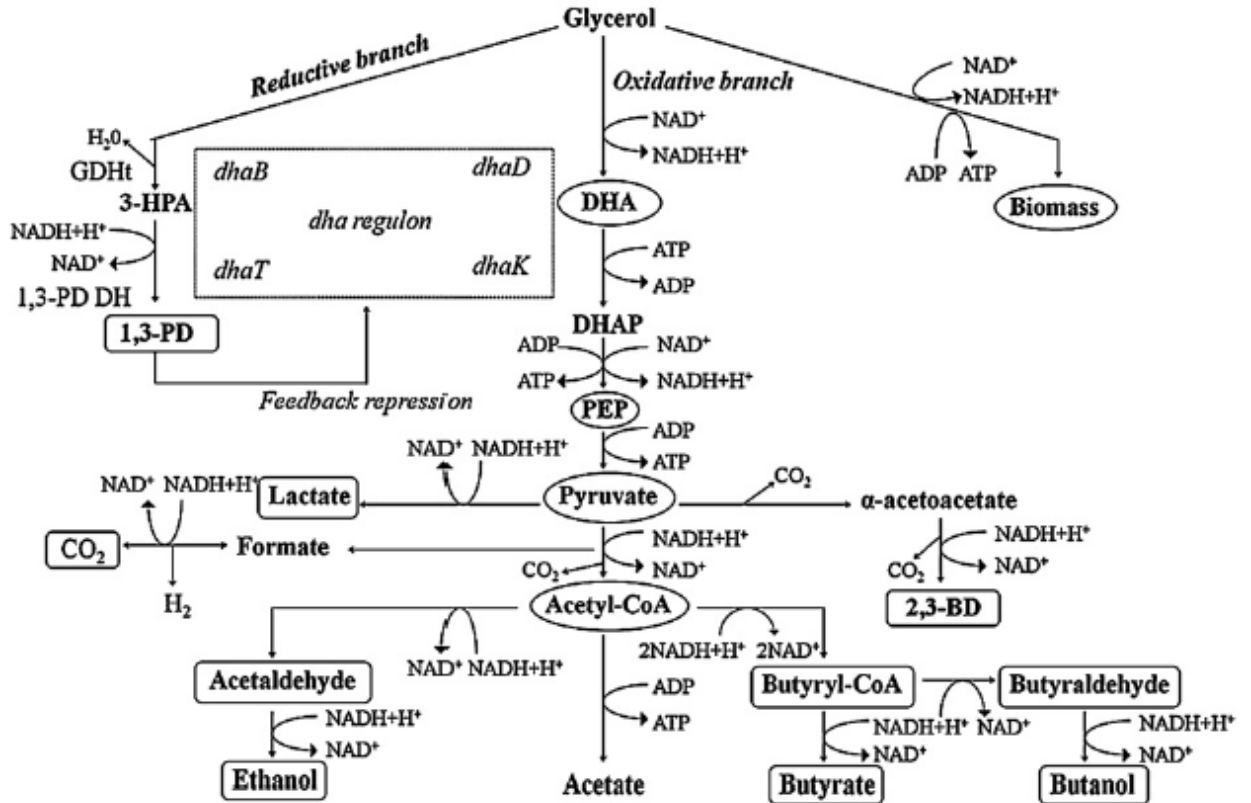 Glycerol
Reductive branch
Oxidative branch
NAD⁺
NADH+H⁺
ADP ATP
Biomass
NAD⁺
NADH+H⁺
H₂0
GDHt
3-HPA
NADH+H⁺
NAD⁺
1,3-PD DH
1,3-PD
dhaB
dhaD
dha regulon
dhaT
dhaK
Feedback repression
DHA
ATP
ADP
DHAP
ADP
NAD⁺
ATP
NADH+H⁺
PEP
ADP
ATP
NAD⁺ NADH+H⁺
Lactate
Pyruvate
CO₂
α-acetoacetate
NAD⁺ NADH+H⁺
CO₂
Formate
H₂
NADH+H⁺
CO₂
NAD⁺
NADH+H⁺
CO₂
NAD⁺
2,3-BD
Acetyl-CoA
NAD⁺ NADH+H⁺
2NADH+H⁺ 2NAD⁺
Acetaldehyde
NADH+H⁺
NAD⁺
Ethanol
ADP
ATP
Acetate
Butyryl-CoA
NADH+H⁺ NAD⁺
NAD⁺
Butyrate
Butyraldehyde
NADH+H⁺
NAD⁺
Butanol